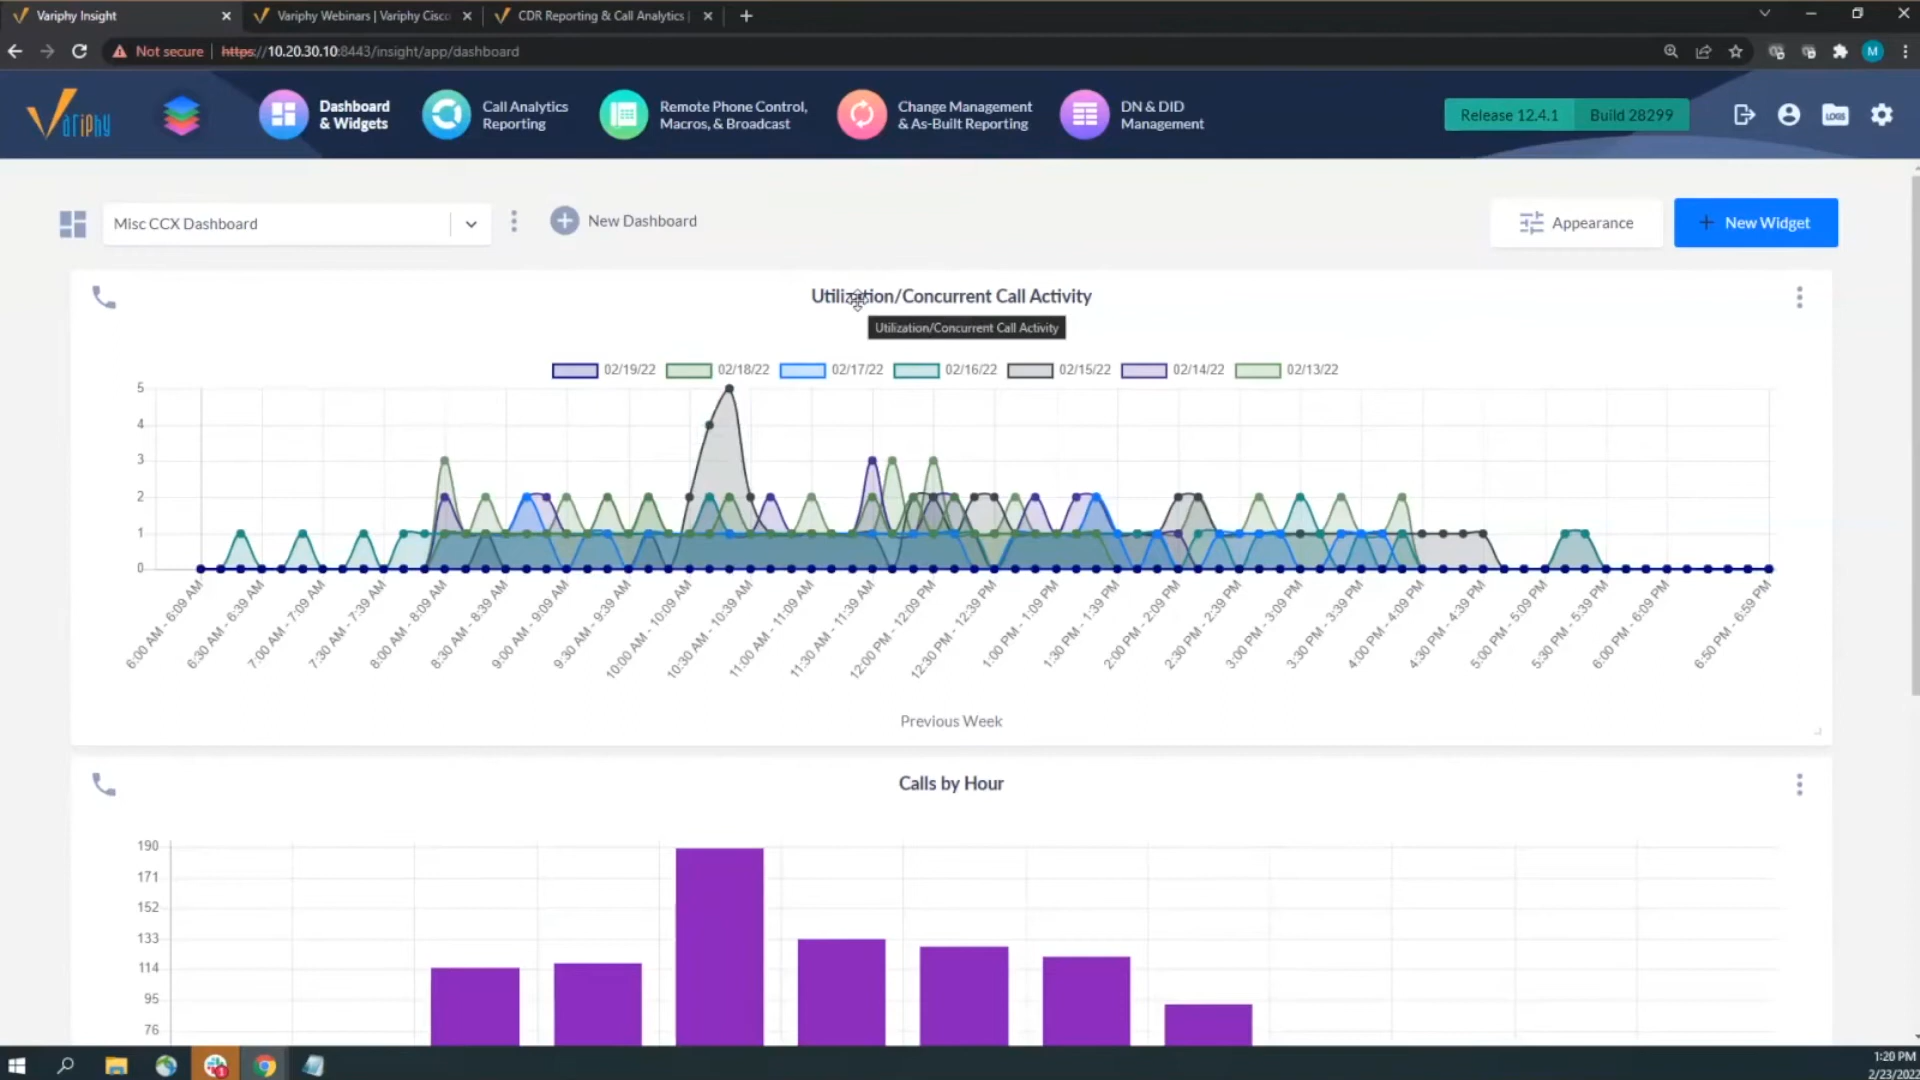 Variphy Insight
Variphy Webinars | Variphy Cisco
CDR Reporting & Call Analytics |
Not secure
https://10.20.30.10:8443/insight/app/dashboard
M
Variphy
Dashboard
& Widgets
Call Analytics
Reporting
Remote Phone Control,
Macros, & Broadcast
Change Management
& As-Built Reporting
DN & DID
Management
Release 12.4.1
Build 28299
LOGS
Misc CCX Dashboard
New Dashboard
Appearance
+ New Widget
Utilization/Concurrent Call Activity
Utilization/Concurrent Call Activity
02/19/22 02/18/22 02/17/22 02/16/22 02/15/22 02/14/22 02/13/22
5
4
3
2
1
0
6:00 AM - 6:09 AM
6:30 AM - 6:39 AM
7:00 AM - 7:09 AM
7:30 AM - 7:39 AM
8:00 AM - 8:09 AM
8:30 AM - 8:39 AM
9:00 AM - 9:09 AM
9:30 AM - 9:39 AM
10:00 AM - 10:09 AM
10:30 AM - 10:39 AM
11:00 AM - 11:09 AM
11:30 AM - 11:39 AM
12:00 PM - 12:09 PM
12:30 PM - 12:39 PM
1:00 PM - 1:09 PM
1:30 PM - 1:39 PM
2:00 PM - 2:09 PM
2:30 PM - 2:39 PM
3:00 PM - 3:09 PM
3:30 PM - 3:39 PM
4:00 PM - 4:09 PM
4:30 PM - 4:39 PM
5:00 PM - 5:09 PM
5:30 PM - 5:39 PM
6:00 PM - 6:09 PM
6:50 PM - 6:59 PM
Previous Week
Calls by Hour
190
171
152
133
114
95
76
1:20 PM
2/23/2022